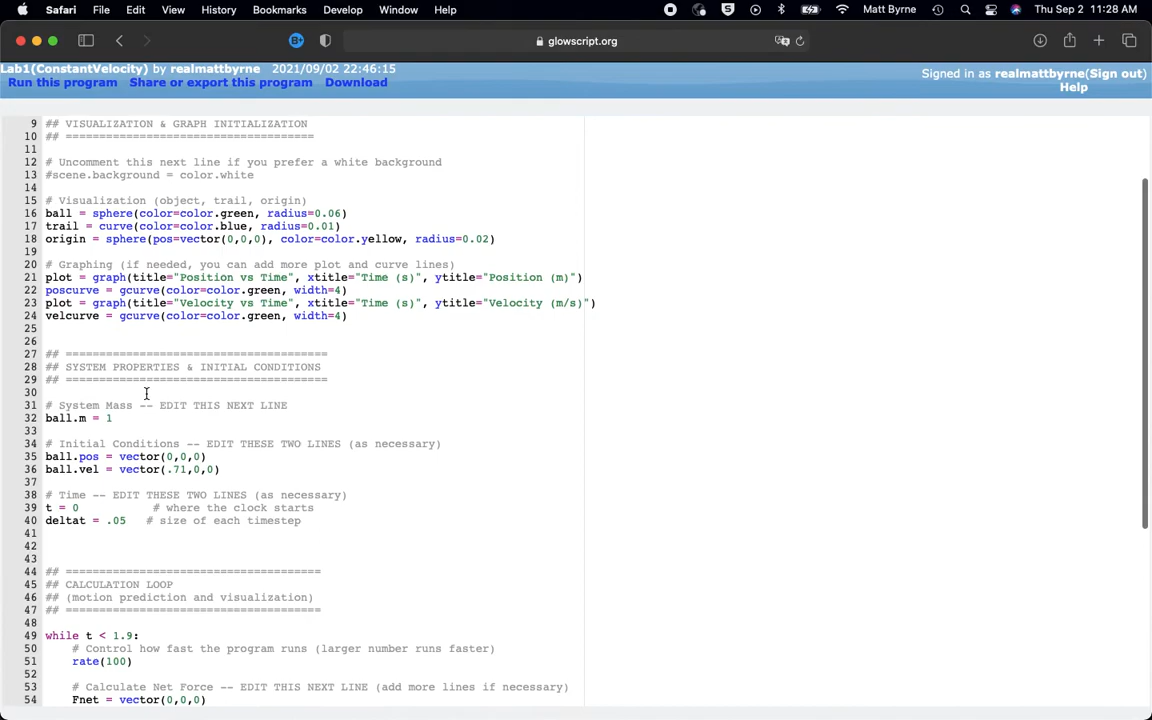 Safari File Edit View History Bookmarks Develop Window Help Matt Byrne Thu Sep 2 11:28 AM
glowscript.org
Lab1(ConstantVelocity) by realmattbyrne 2021/09/02 22:46:15
Signed in as realmattbyrne(Sign out)
Run this program Share or export this program Download
Help
9 ## VISUALIZATION & GRAPH INITIALIZATION
10 ## =====================================
11
12 # Uncomment this next line if you prefer a white background
13 #scene.background = color.white
14
15 # Visualization (object, trail, origin)
16 ball = sphere(color=color.green, radius=0.06)
17 trail = curve(color=color.blue, radius=0.01)
18 origin = sphere(pos=vector(0,0,0), color=color.yellow, radius=0.02)
19
20 # Graphing (if needed, you can add more plot and curve lines)
21 plot = graph(title="Position vs Time", xtitle="Time (s)", ytitle="Position (m)")
22 poscurve = gcurve(color=color.green, width=4)
23 plot = graph(title="Velocity vs Time", xtitle="Time (s)", ytitle="Velocity (m/s)")
24 velcurve = gcurve(color=color.green, width=4)
25
26
27 ## =======================================
28 ## SYSTEM PROPERTIES & INITIAL CONDITIONS
29 ## =======================================
30
31 # System Mass -- EDIT THIS NEXT LINE
32 ball.m = 1
33
34 # Initial Conditions -- EDIT THESE TWO LINES (as necessary)
35 ball.pos = vector(0,0,0)
36 ball.vel = vector(.71,0,0)
37
38 # Time -- EDIT THESE TWO LINES (as necessary)
39 t = 0 # where the clock starts
40 deltat = .05 # size of each timestep
41
42
43
44 ## ======================================
45 ## CALCULATION LOOP
46 ## (motion prediction and visualization)
47 ## ======================================
48
49 while t < 1.9:
50 # Control how fast the program runs (larger number runs faster)
51 rate(100)
52
53 # Calculate Net Force -- EDIT THIS NEXT LINE (add more lines if necessary)
54 Fnet = vector(0,0,0)